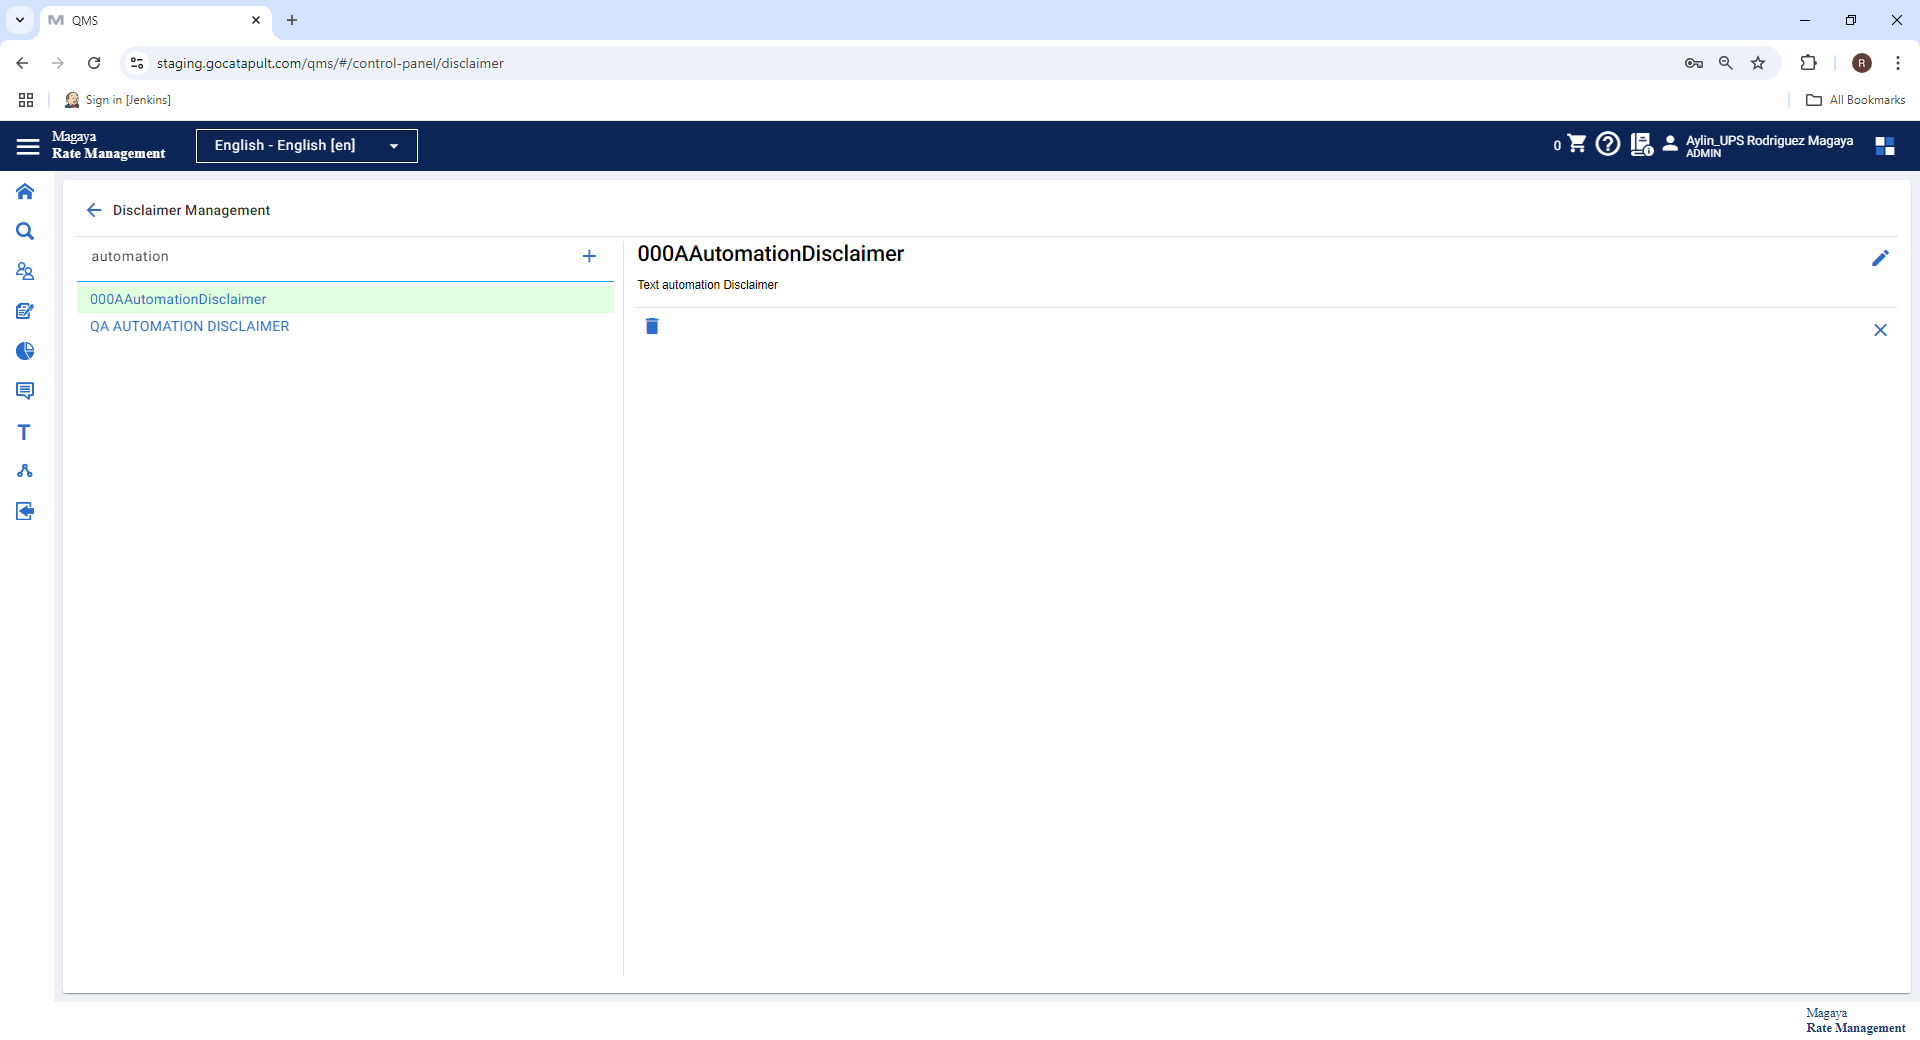 QMS
staging.gocatapult.com/qms/#/control-panel/disclaimer
R
Sign in [Jenkins]
All Bookmarks
Magaya
Rate Management
English - English [en]
0
Aylin_UPS Rodriguez Magaya
ADMIN
Disclaimer Management
automation
000AAutomationDisclaimer
QA AUTOMATION DISCLAIMER
000AAutomationDisclaimer
Text automation Disclaimer
Magaya
Rate Management